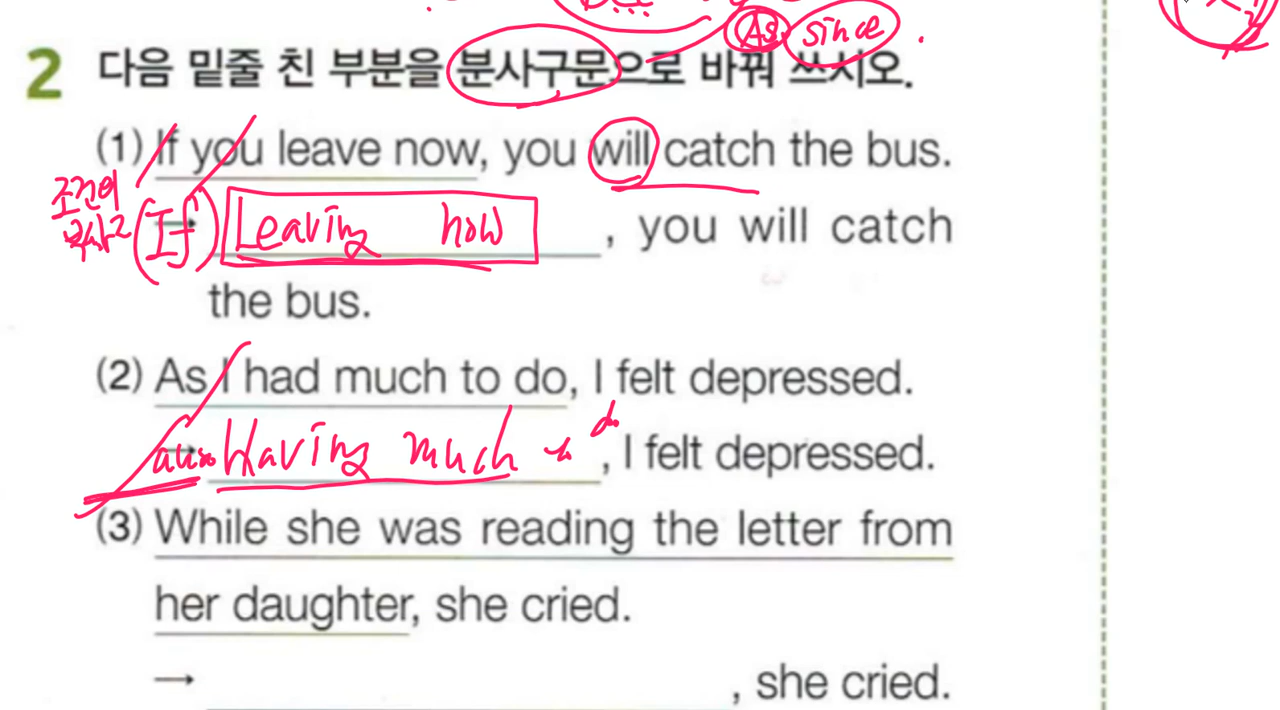 As since .
2 다음 밑줄 친 부분을 분사구문으로 바꿔 쓰시오.
(1) If you leave now, you will catch the bus.
조건의
(If) Leaving now , you will catch
the bus.
(2) As I had much to do, I felt depressed.
→ Having much to do , I felt depressed.
(3) While she was reading the letter from
her daughter, she cried.
→ , she cried.